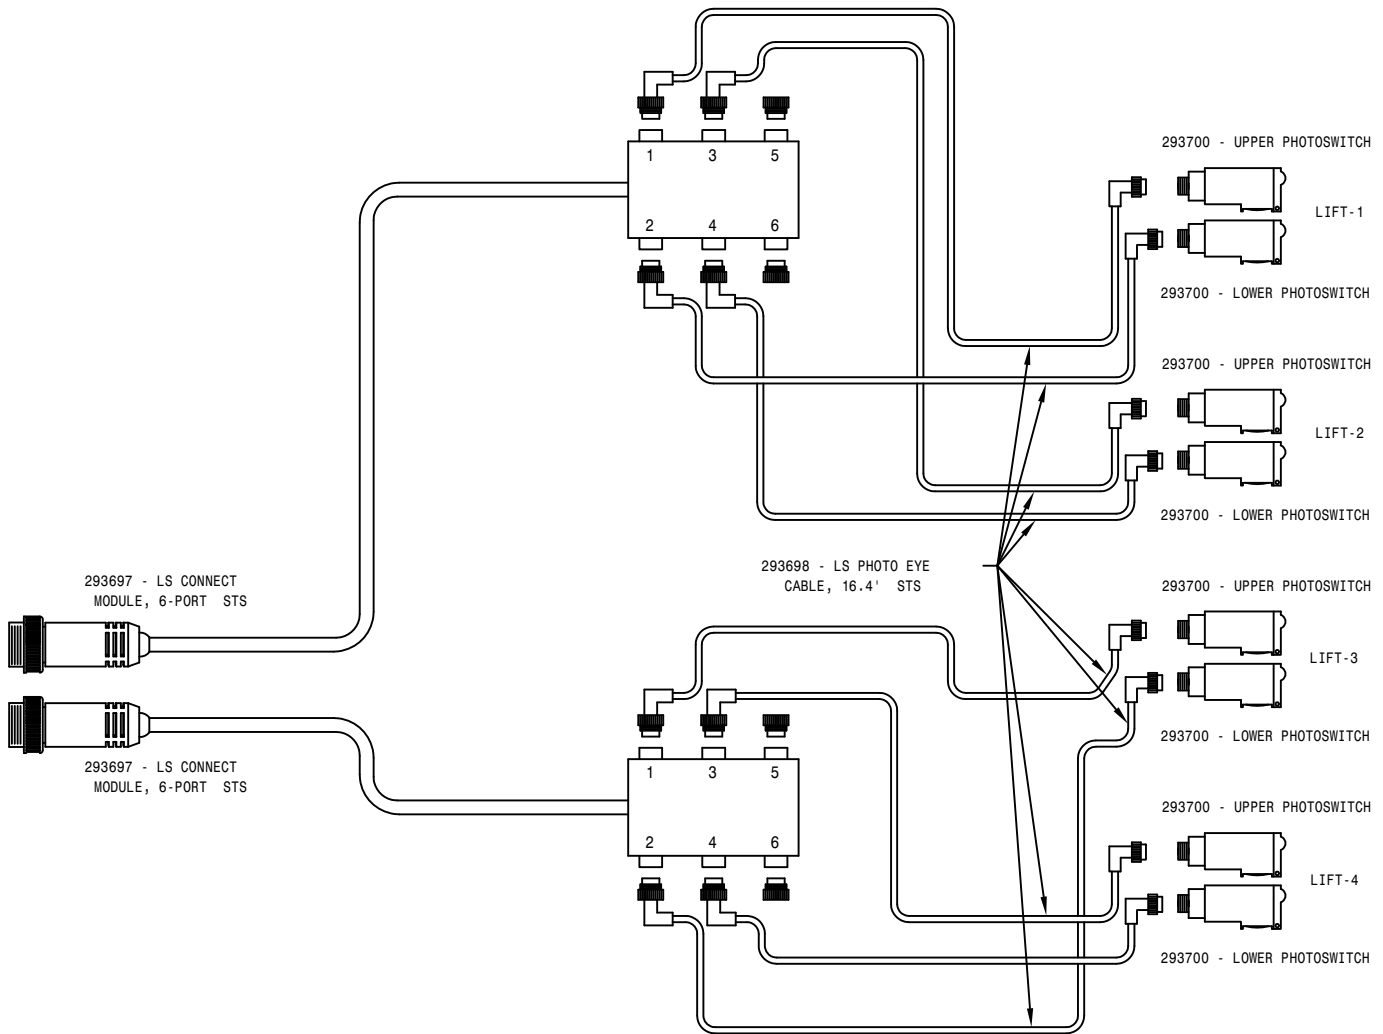 1 3 5
2 4 6
293700 - UPPER PHOTOSWITCH
LIFT-1
293700 - LOWER PHOTOSWITCH
293700 - UPPER PHOTOSWITCH
LIFT-2
293700 - LOWER PHOTOSWITCH
293698 - LS PHOTO EYE
CABLE, 16.4' STS
293697 - LS CONNECT
MODULE, 6-PORT STS
293697 - LS CONNECT
MODULE, 6-PORT STS
293700 - UPPER PHOTOSWITCH
LIFT-3
293700 - LOWER PHOTOSWITCH
1 3 5
2 4 6
293700 - UPPER PHOTOSWITCH
LIFT-4
293700 - LOWER PHOTOSWITCH